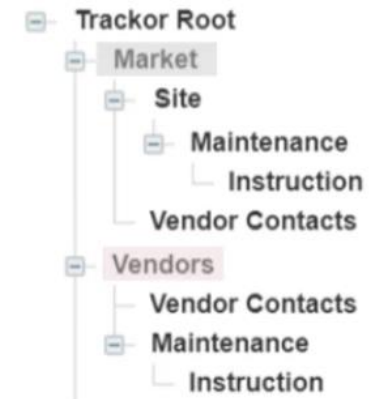 Trackor Root
Market
Site
Maintenance
Instruction
Vendor Contacts
Vendors
Vendor Contacts
Maintenance
Instruction